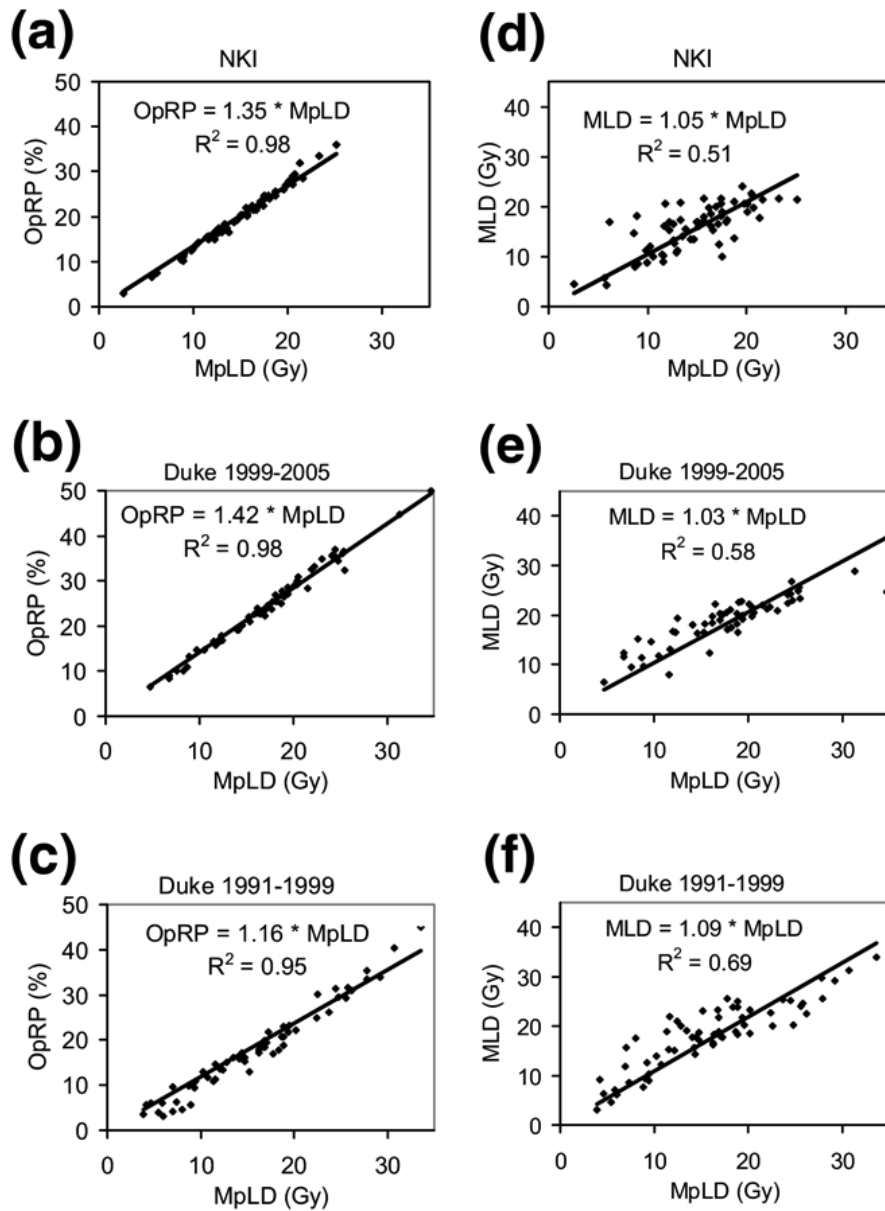 (a)
NKI
OpRP = 1.35 * MpLD
R² = 0.98
OpRP (%)
50
40
30
20
10
0
0 10 20 30
MpLD (Gy)
(d)
NKI
MLD = 1.05 * MpLD
R² = 0.51
MLD (Gy)
40
30
20
10
0
0 10 20 30
MpLD (Gy)
(b)
Duke 1999-2005
OpRP = 1.42 * MpLD
R² = 0.98
OpRP (%)
50
40
30
20
10
0
0 10 20 30
MpLD (Gy)
(e)
Duke 1999-2005
MLD = 1.03 * MpLD
R² = 0.58
MLD (Gy)
40
30
20
10
0
0 10 20 30
MpLD (Gy)
(c)
Duke 1991-1999
OpRP = 1.16 * MpLD
R² = 0.95
OpRP (%)
50
40
30
20
10
0
0 10 20 30
MpLD (Gy)
(f)
Duke 1991-1999
MLD = 1.09 * MpLD
R² = 0.69
MLD (Gy)
40
30
20
10
0
0 10 20 30
MpLD (Gy)